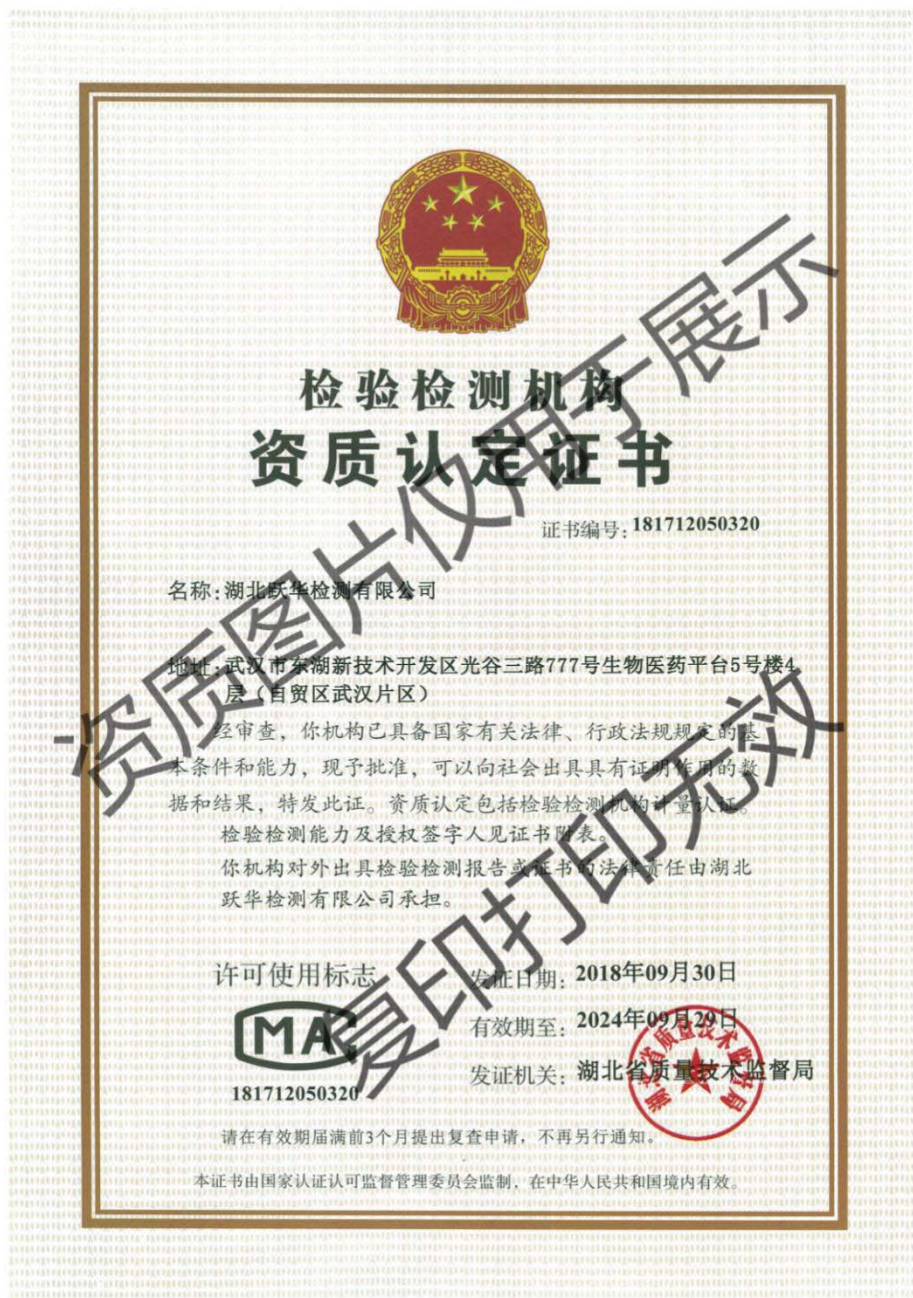 检验检测机构
资质认定证书
证书编号:181712050320
名称:湖北跃华检测有限公司
地址:武汉市东湖新技术开发区光谷三路777号生物医药平台5号楼4
层（自贸区武汉片区）
经审查，你机构已具备国家有关法律、行政法规规定的基
本条件和能力，现予批准，可以向社会出具具有证明作用的数
据和结果，特发此证。资质认定包括检验检测机构计量认证。
检验检测能力及授权签字人见证书附表。
你机构对外出具检验检测报告或证书的法律责任由湖北
跃华检测有限公司承担。
许可使用标志
MA
181712050320
发证日期:2018年09月30日
有效期至:2024年09月29日
发证机关:湖北省质量技术监督局
湖北省质量技术监督局
请在有效期届满前3个月提出复查申请，不再另行通知。
本证书由国家认证认可监督管理委员会监制，在中华人民共和国境内有效。
资质图片仅用于展示
复印打印无效